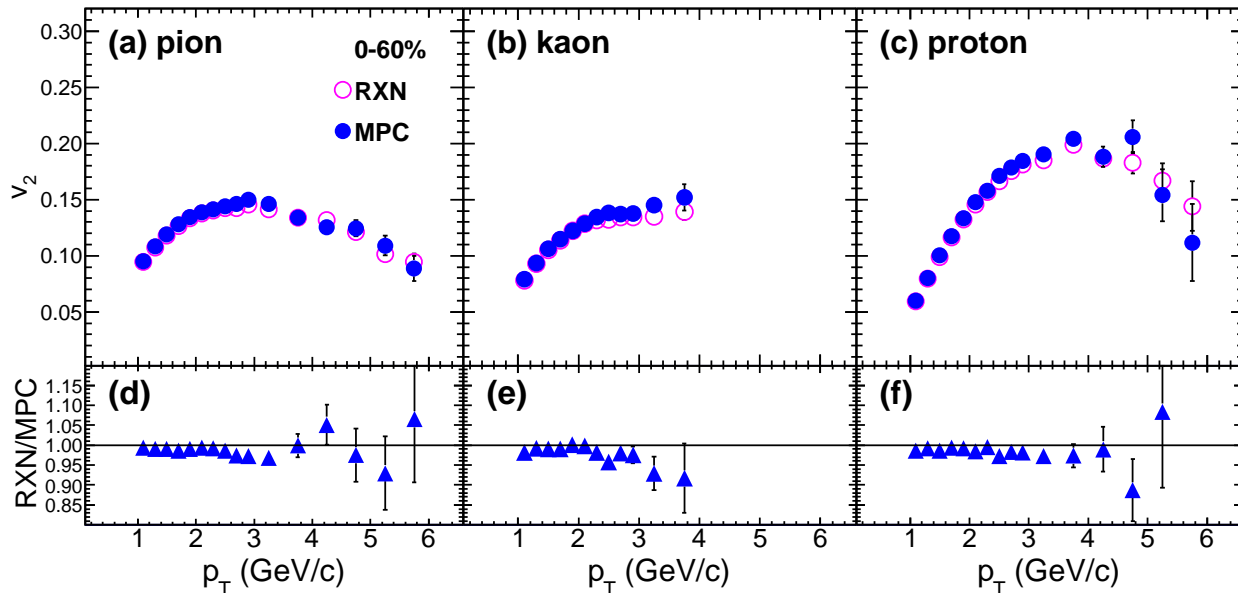 (a) pion 0-60%
RXN
MPC
(b) kaon
(c) proton
v2
0.30
0.25
0.20
0.15
0.10
0.05
(d)
(e)
(f)
RXN/MPC
1.15
1.10
1.05
1.00
0.95
0.90
0.85
1 2 3 4 5 6
1 2 3 4 5 6
1 2 3 4 5 6
pT (GeV/c)
pT (GeV/c)
pT (GeV/c)